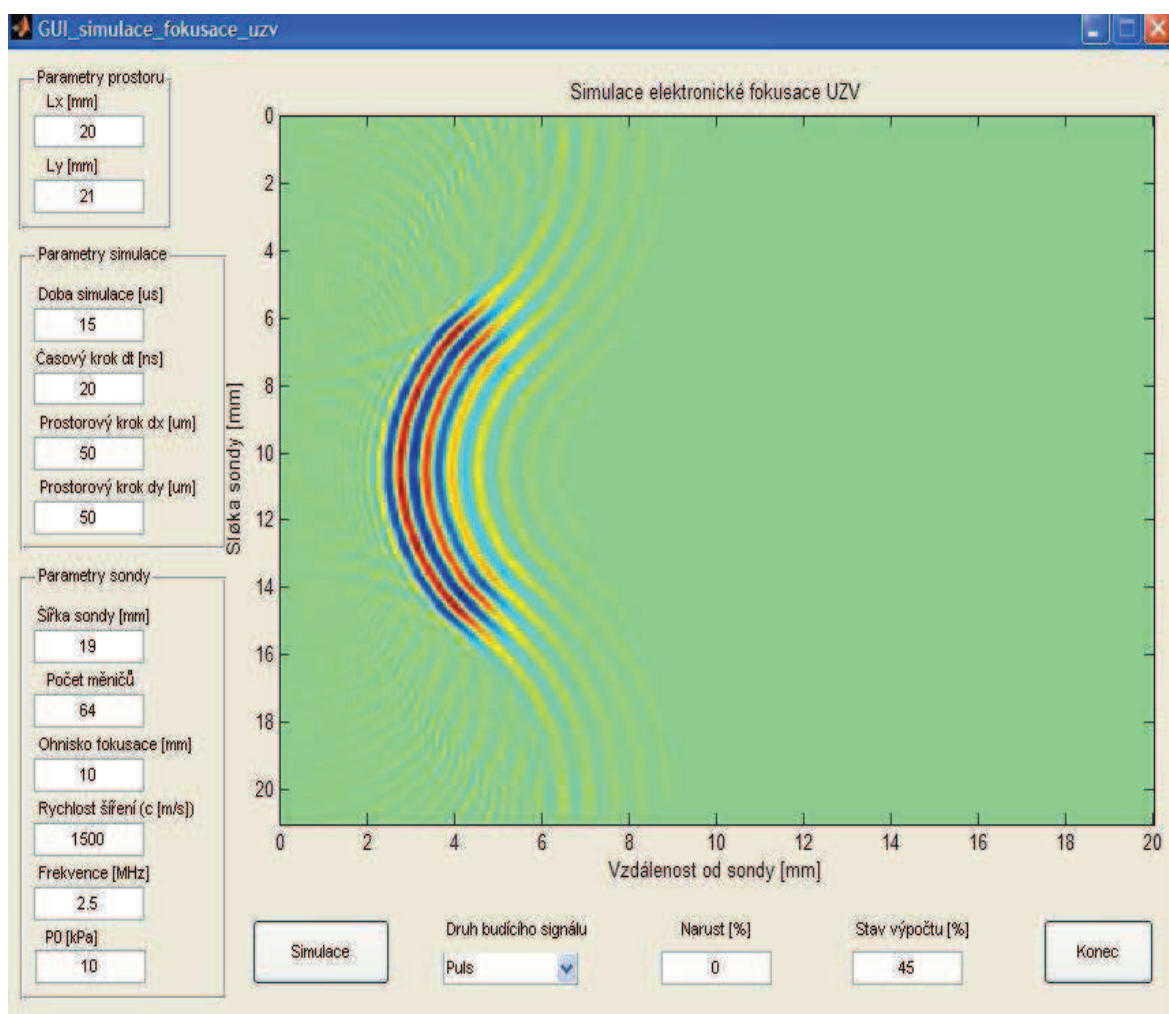 GUI_simulace_fokusace_uzv
Parametry prostoru
Lx [mm]
20
Ly [mm]
21
Parametry simulace
Doba simulace [us]
15
Časový krok dt [ns]
20
Prostorový krok dx [um]
50
Prostorový krok dy [um]
50
Parametry sondy
Šířka sondy [mm]
19
Počet měničů
64
Ohnisko fokusace [mm]
10
Rychlost šíření (c [m/s])
1500
Frekvence [MHz]
2.5
P0 [kPa]
10
Simulace elektronické fokusace UZV
Sløka sondy [mm]
0
2
4
6
8
10
12
14
16
18
20
0 2 4 6 8 10 12 14 16 18 20
Vzdálenost od sondy [mm]
Simulace
Druh budícího signálu
Puls
Narust [%]
0
Stav výpočtu [%]
45
Konec